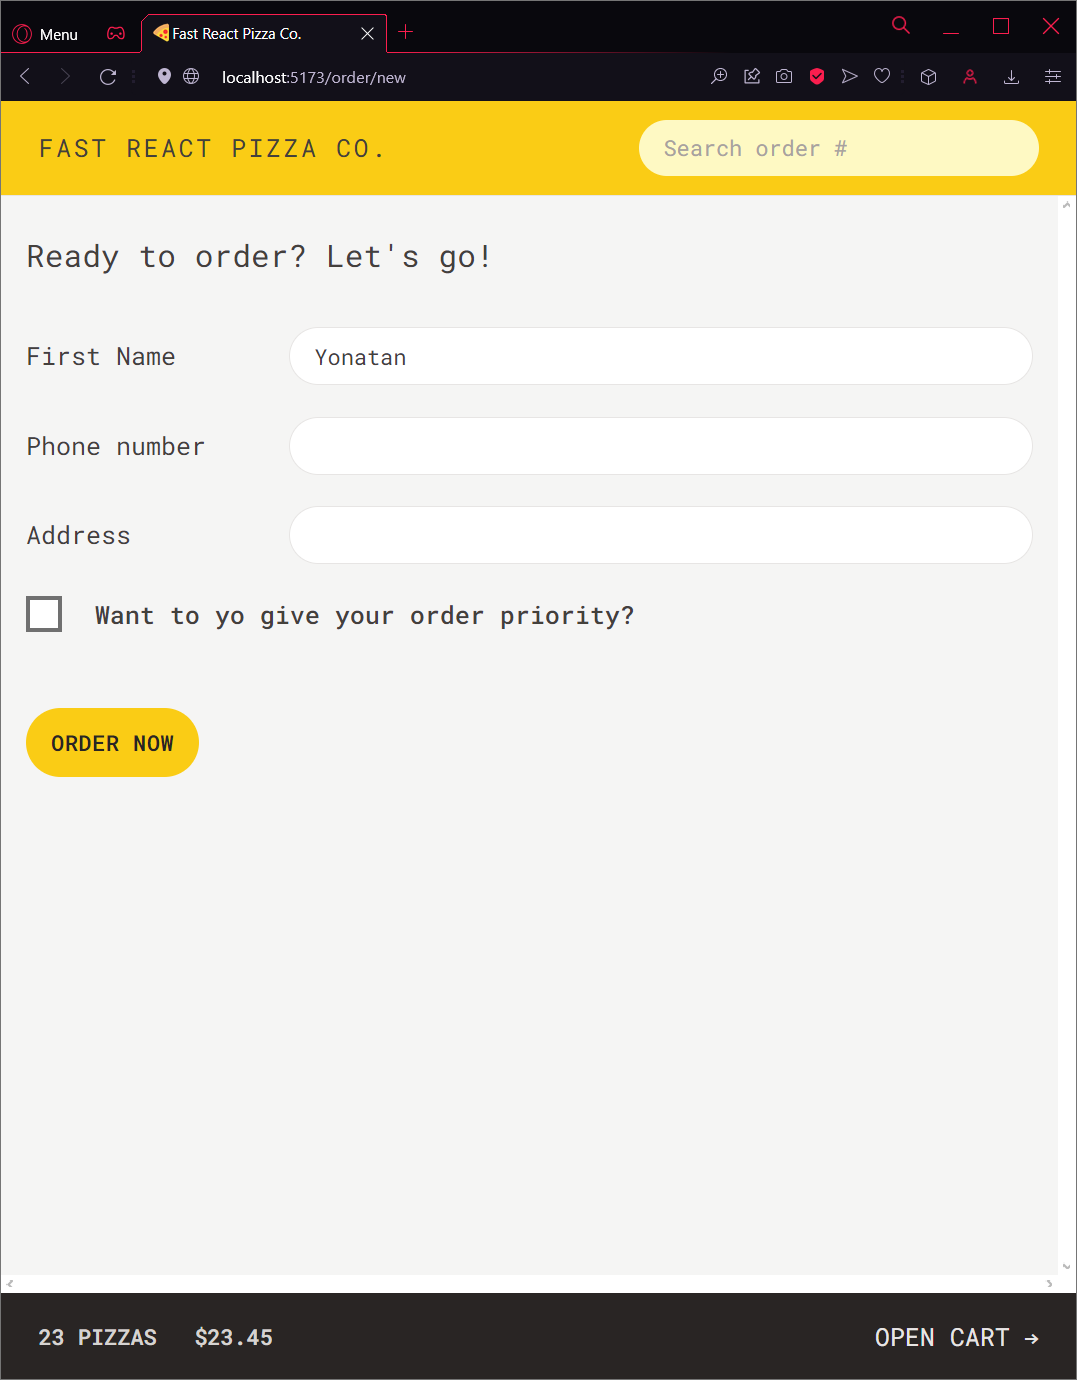 Menu
Fast React Pizza Co.
localhost:5173/order/new
FAST REACT PIZZA CO.
Search order #
Ready to order? Let's go!
First Name
Yonatan
Phone number
Address
Want to yo give your order priority?
ORDER NOW
23 PIZZAS $23.45
OPEN CART →